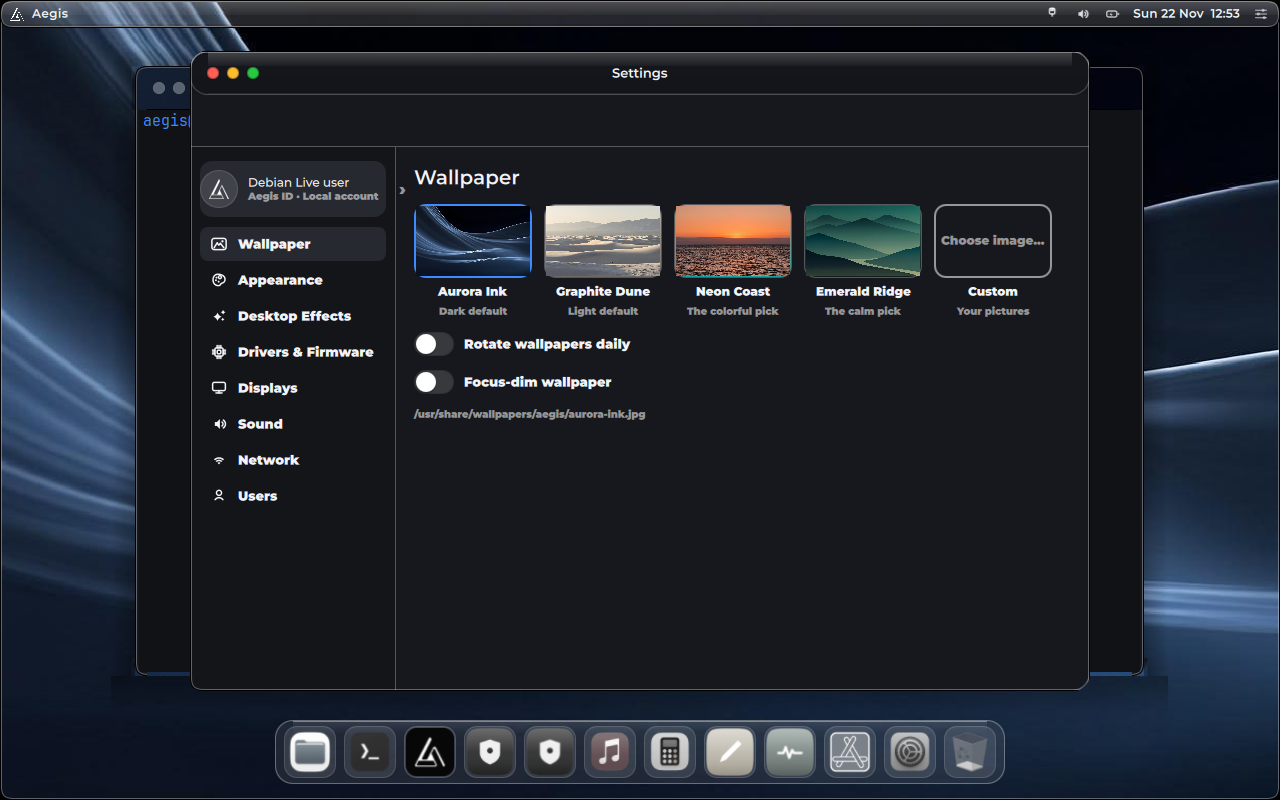 Aegis
Sun 22 Nov 12:53
Settings
aegis
Debian Live user
Aegis ID • Local account
Wallpaper
Appearance
Desktop Effects
Drivers & Firmware
Displays
Sound
Network
Users
Wallpaper
Choose image...
Aurora Ink
Graphite Dune
Neon Coast
Emerald Ridge
Custom
Dark default
Light default
The colorful pick
The calm pick
Your pictures
Rotate wallpapers daily
Focus-dim wallpaper
/usr/share/wallpapers/aegis/aurora-ink.jpg